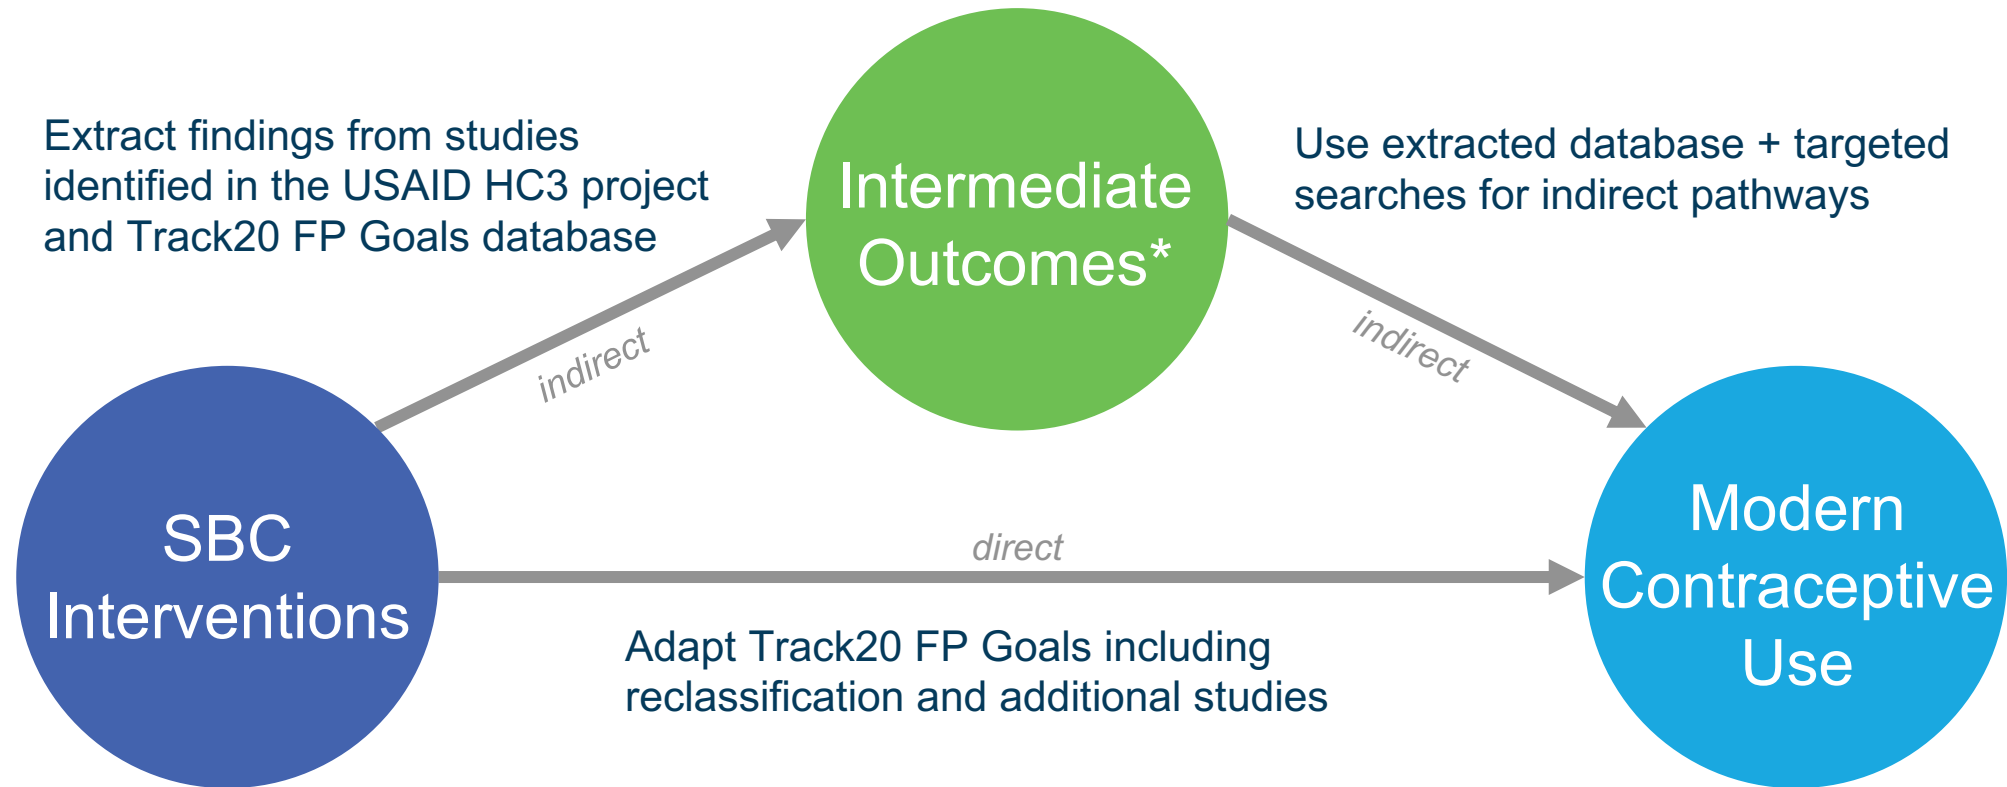 Extract findings from studies
identified in the USAID HC3 project
and Track20 FP Goals database
Intermediate
Outcomes*
Use extracted database + targeted
searches for indirect pathways
indirect
indirect
SBC
Interventions
direct
Modern
Contraceptive
Use
Adapt Track20 FP Goals including
reclassification and additional studies